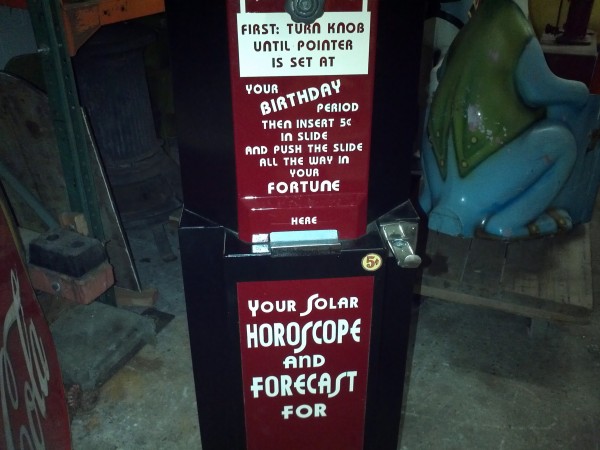 FIRST: TURN KNOB
UNTIL POINTER
IS SET AT
YOUR
BIRTHDAY
PERIOD
THEN INSERT 5¢
IN SLIDE
AND PUSH THE SLIDE
ALL THE WAY IN
YOUR
FORTUNE
HERE
5¢
YOUR SOLAR
HOROSCOPE
AND
FORECAST
FOR
Cola